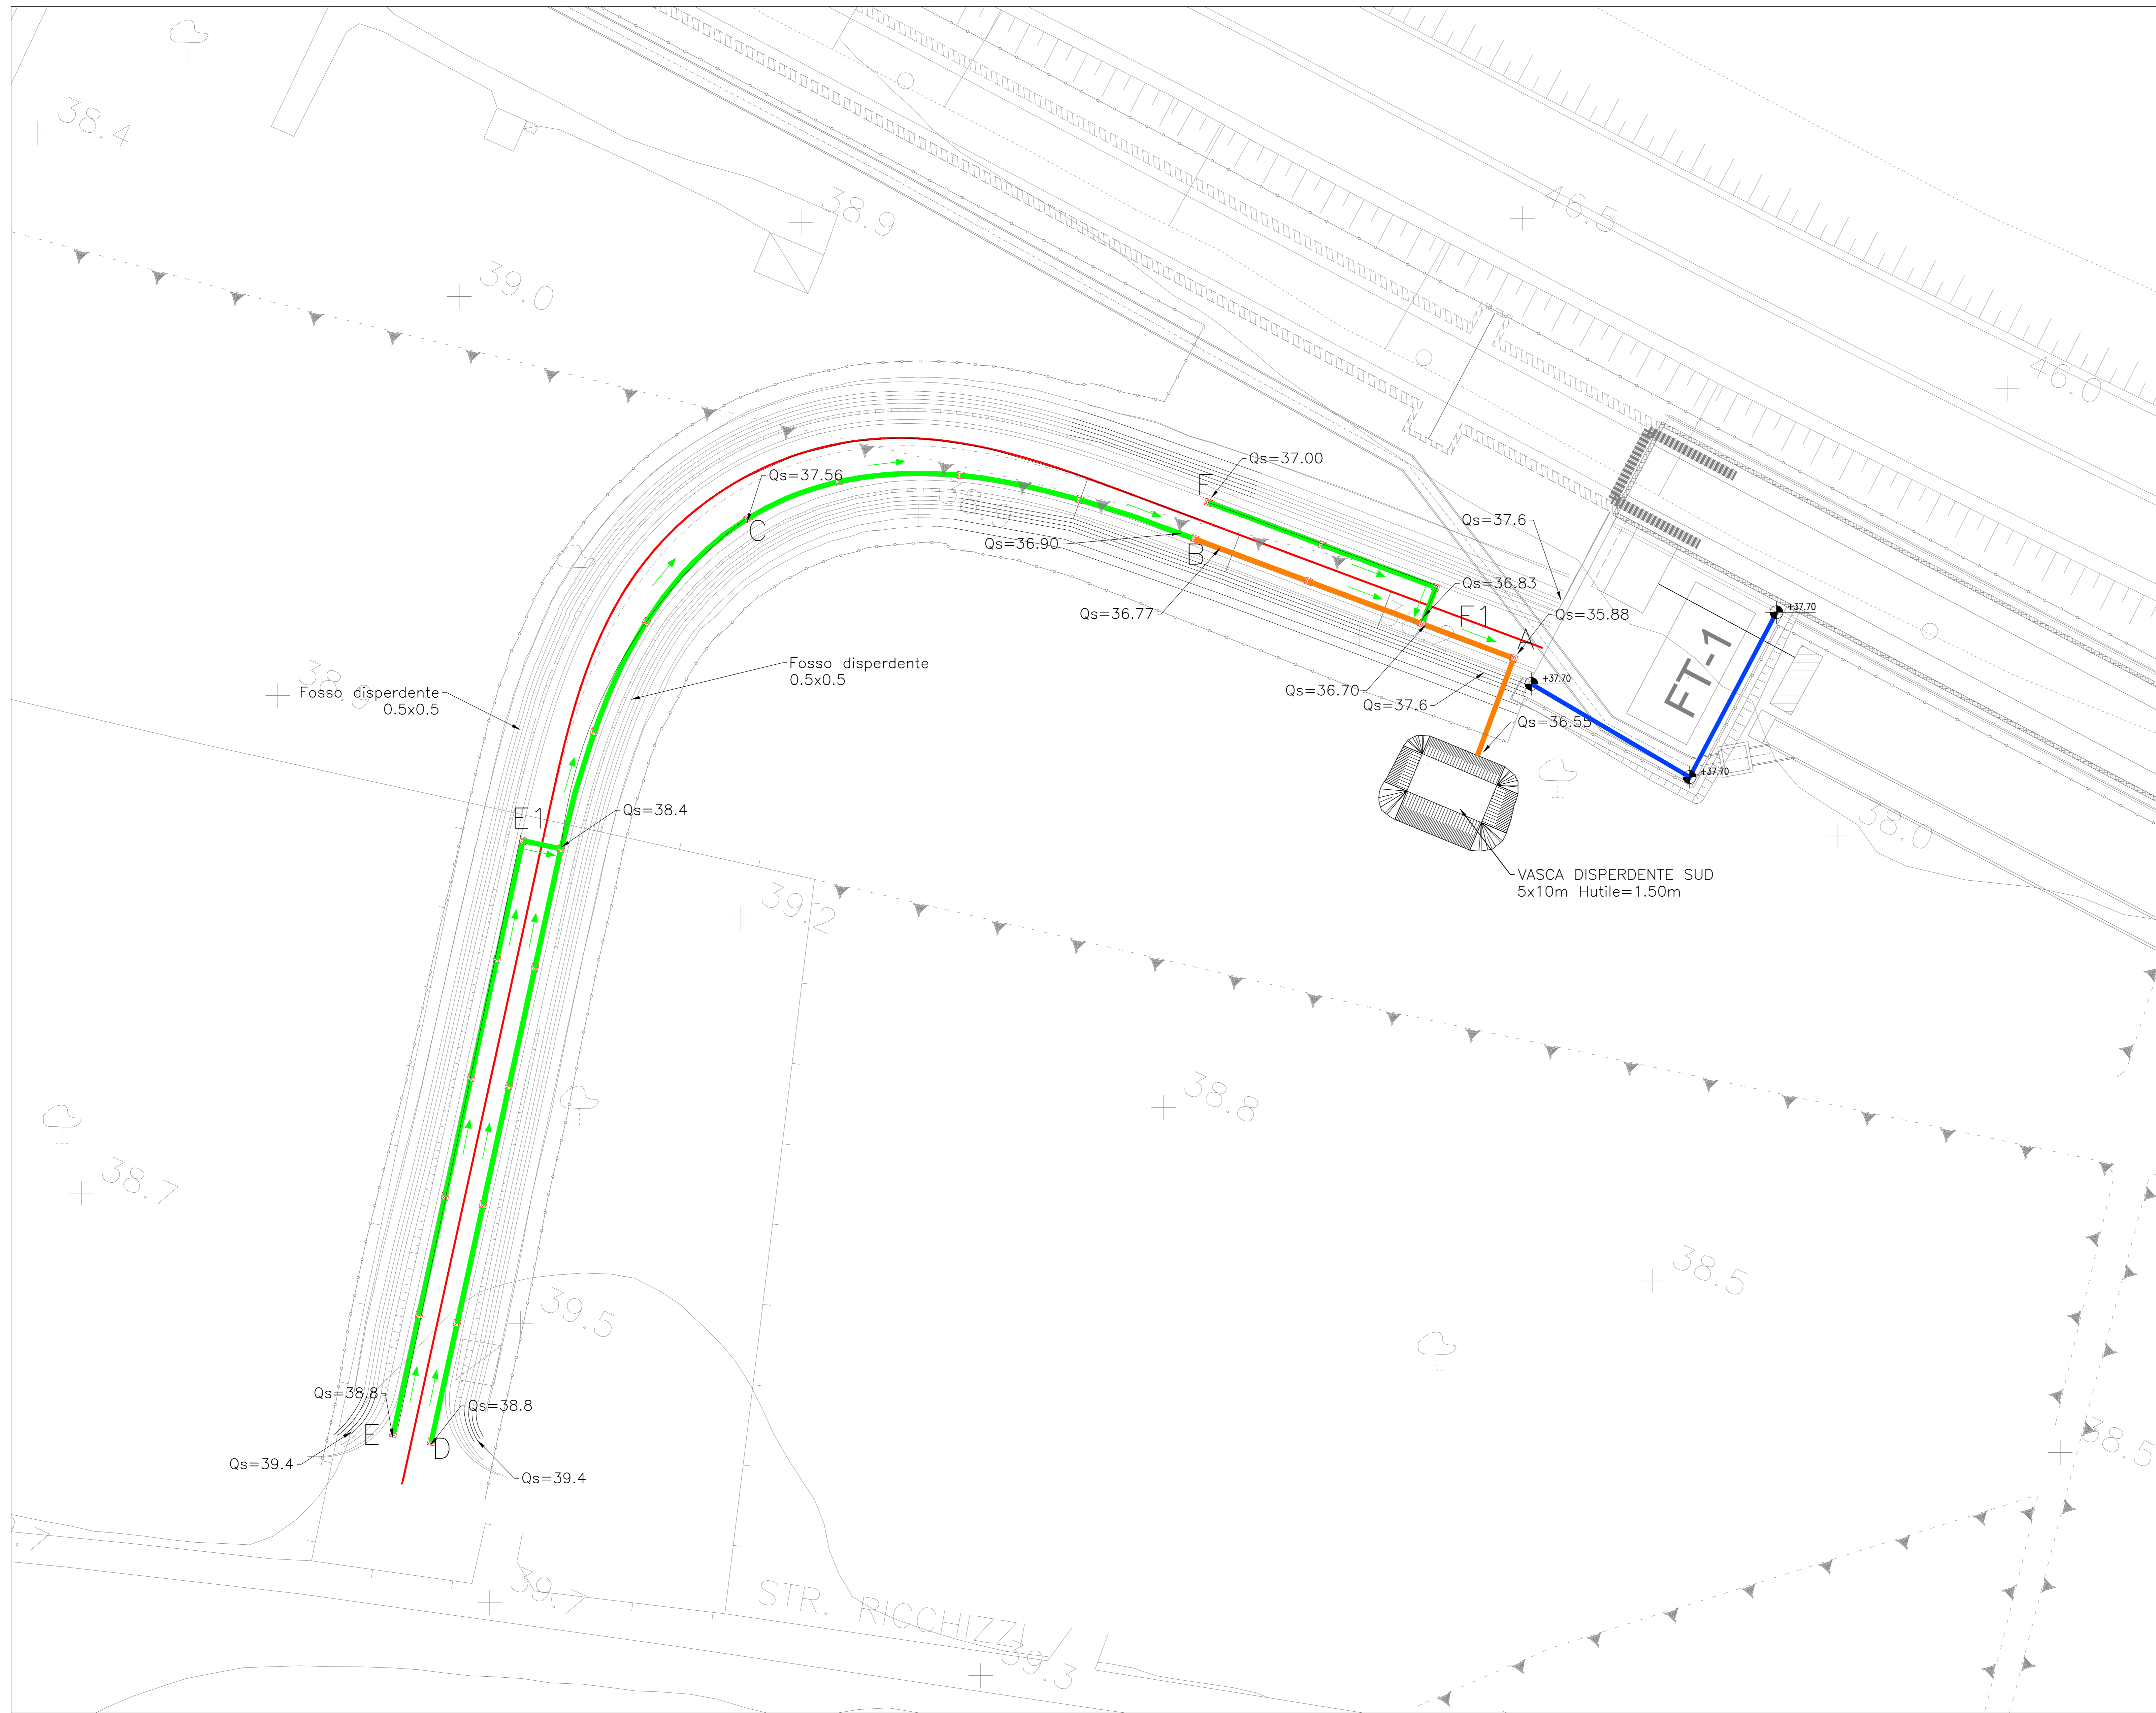 38.4
38.9
39.0
46.5
46.0
Qs=37.00
F
Qs=37.56
C
Qs=37.6
Qs=36.90
B
Qs=36.83
+37.70
Qs=36.77
F1
Qs=35.88
A
FT-1
Fosso disperdente
0.5x0.5
38.9
Fosso disperdente
0.5x0.5
Qs=36.70
+37.70
Qs=37.6
Qs=36.55
+37.70
E1
Qs=38.4
38.0
VASCA DISPERDENTE SUD
5x10m Hutile=1.50m
39.2
38.8
38.7
38.5
39.5
Qs=38.8
Qs=38.8
E
D
38.5
Qs=39.4
Qs=39.4
39.7
STR. RICCHIZZI
39.3